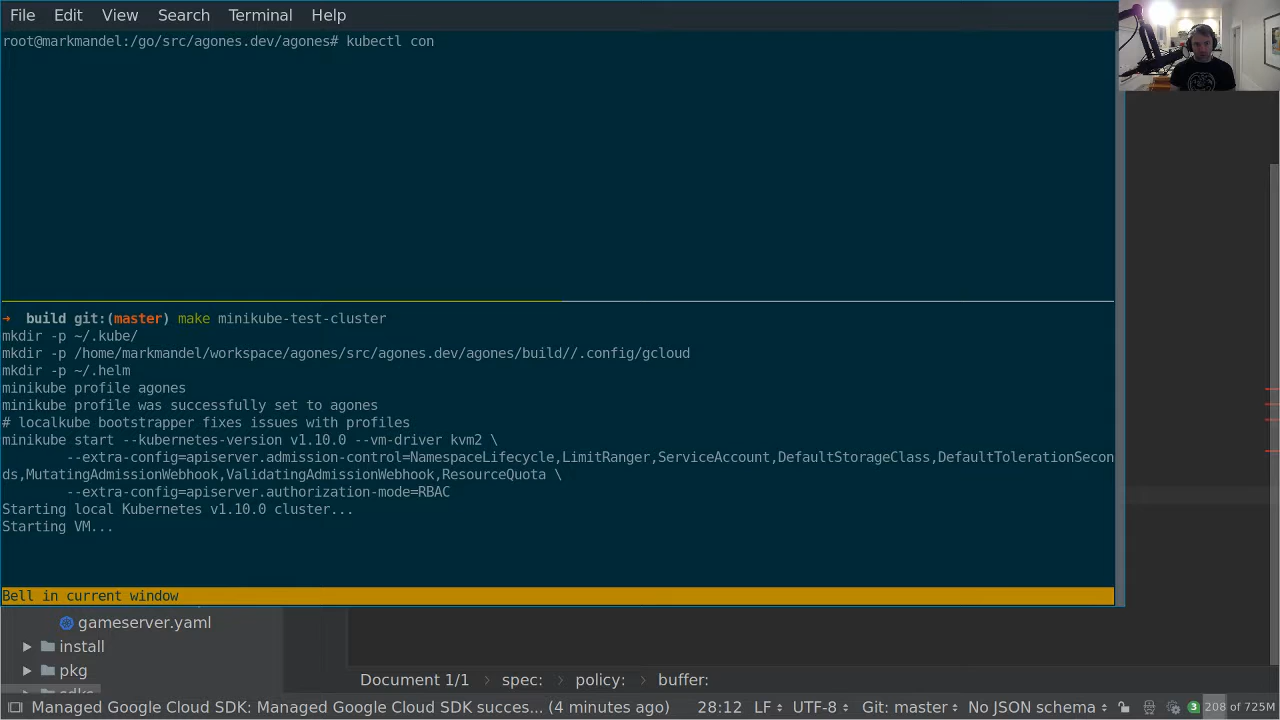 File Edit View Search Terminal Help
root@markmandel:/go/src/agones.dev/agones# kubectl con
→ build git:(master) make minikube-test-cluster
mkdir -p ~/.kube/
mkdir -p /home/markmandel/workspace/agones/src/agones.dev/agones/build//.config/gcloud
mkdir -p ~/.helm
minikube profile agones
minikube profile was successfully set to agones
# localkube bootstrapper fixes issues with profiles
minikube start --kubernetes-version v1.10.0 --vm-driver kvm2 \
--extra-config=apiserver.admission-control=NamespaceLifecycle,LimitRanger,ServiceAccount,DefaultStorageClass,DefaultTolerationSecon
ds,MutatingAdmissionWebhook,ValidatingAdmissionWebhook,ResourceQuota \
--extra-config=apiserver.authorization-mode=RBAC
Starting local Kubernetes v1.10.0 cluster...
Starting VM...
Bell in current window
gameserver.yaml
install
pkg
Document 1/1 › spec: › policy: › buffer:
Managed Google Cloud SDK: Managed Google Cloud SDK succes... (4 minutes ago) 28:12 LF UTF-8 Git: master No JSON schema 3 208 of 725M